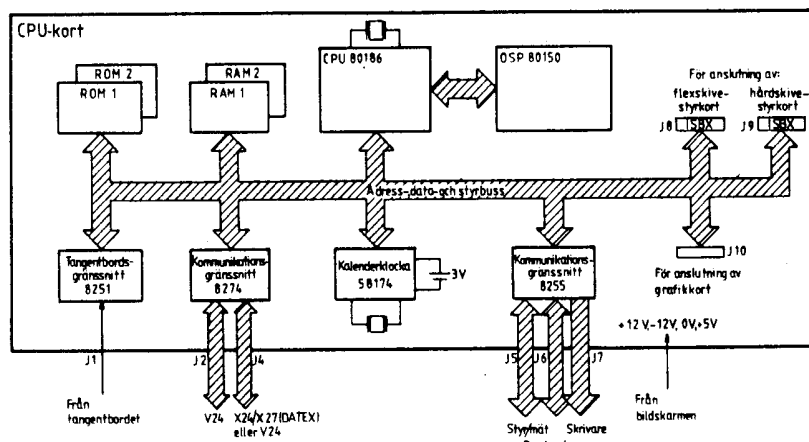 CPU-kort
ROM 2
ROM 1
RAM 2
RAM 1
CPU 80186
OSP 80150
För anslutning av:
flexskive-
styrkort
hårdskive-
styrkort
J8
SBX
J9
SBX
Adress-data-och styrbuss
Tangentbords-
gränssnitt
8251
Kommunikations-
gränssnitt
8274
Kalenderklocka
58174
3V
Kommunikations-
gränssnitt
8255
J10
För anslutning av
grafikkort
+12V,-12V, 0V,+5V
J1
J2
J4
J5
J6
J7
Från
tangentbordet
V24
X24/X27(DATEX)
eller V24
Styrnät
Skrivare
Från
bildskärmen